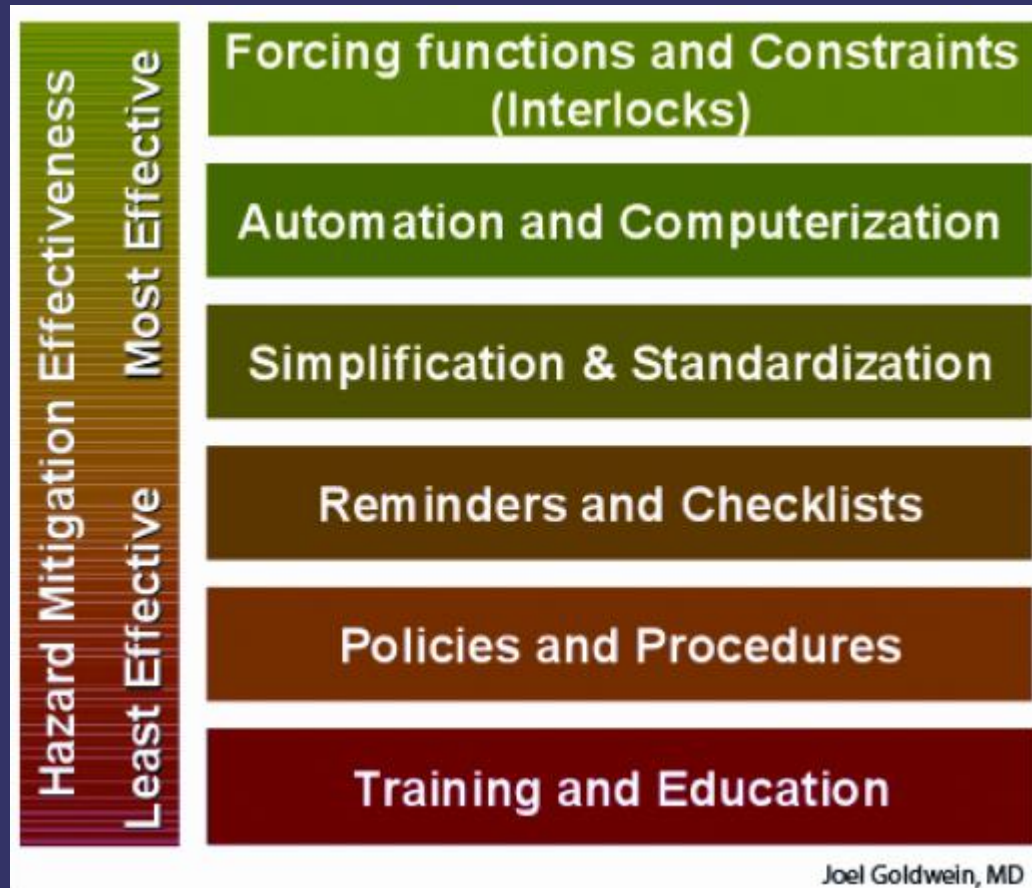 Hazard Mitigation Effectiveness
Most Effective
Least Effective
Forcing functions and Constraints
(Interlocks)
Automation and Computerization
Simplification & Standardization
Reminders and Checklists
Policies and Procedures
Training and Education
Joel Goldwein, MD